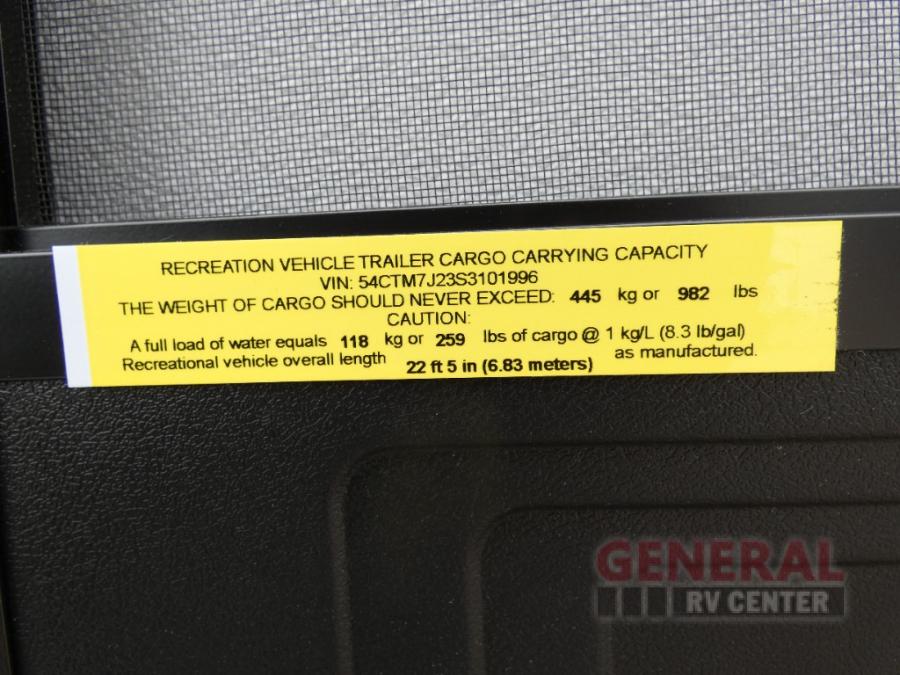 RECREATION VEHICLE TRAILER CARGO CARRYING CAPACITY
VIN: 54CTM7J23S3101996
THE WEIGHT OF CARGO SHOULD NEVER EXCEED: 445 kg or 982 lbs
CAUTION:
A full load of water equals 118 kg or 259 lbs of cargo @ 1 kg/L (8.3 lb/gal)
Recreational vehicle overall length 22 ft 5 in (6.83 meters) as manufactured.
GENERAL
RV CENTER